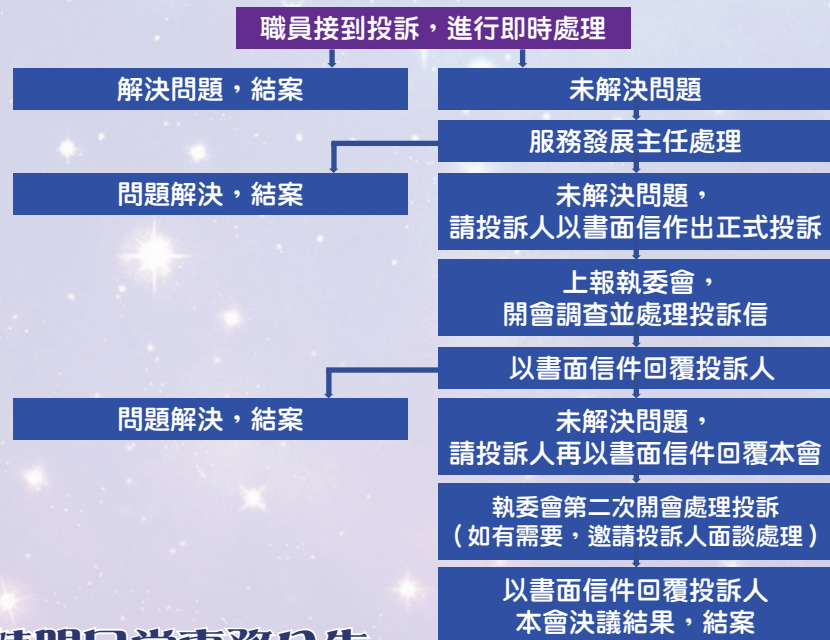 職員接到投訴，進行即時處理
解決問題，結案
未解決問題
服務發展主任處理
問題解決，結案
未解決問題，
請投訴人以書面信作出正式投訴
上報執委會，
開會調查並處理投訴信
以書面信件回覆投訴人
問題解決，結案
未解決問題，
請投訴人再以書面信件回覆本會
執委會第二次開會處理投訴
（如有需要，邀請投訴人面談處理）
以書面信件回覆投訴人
本會決議結果，結案